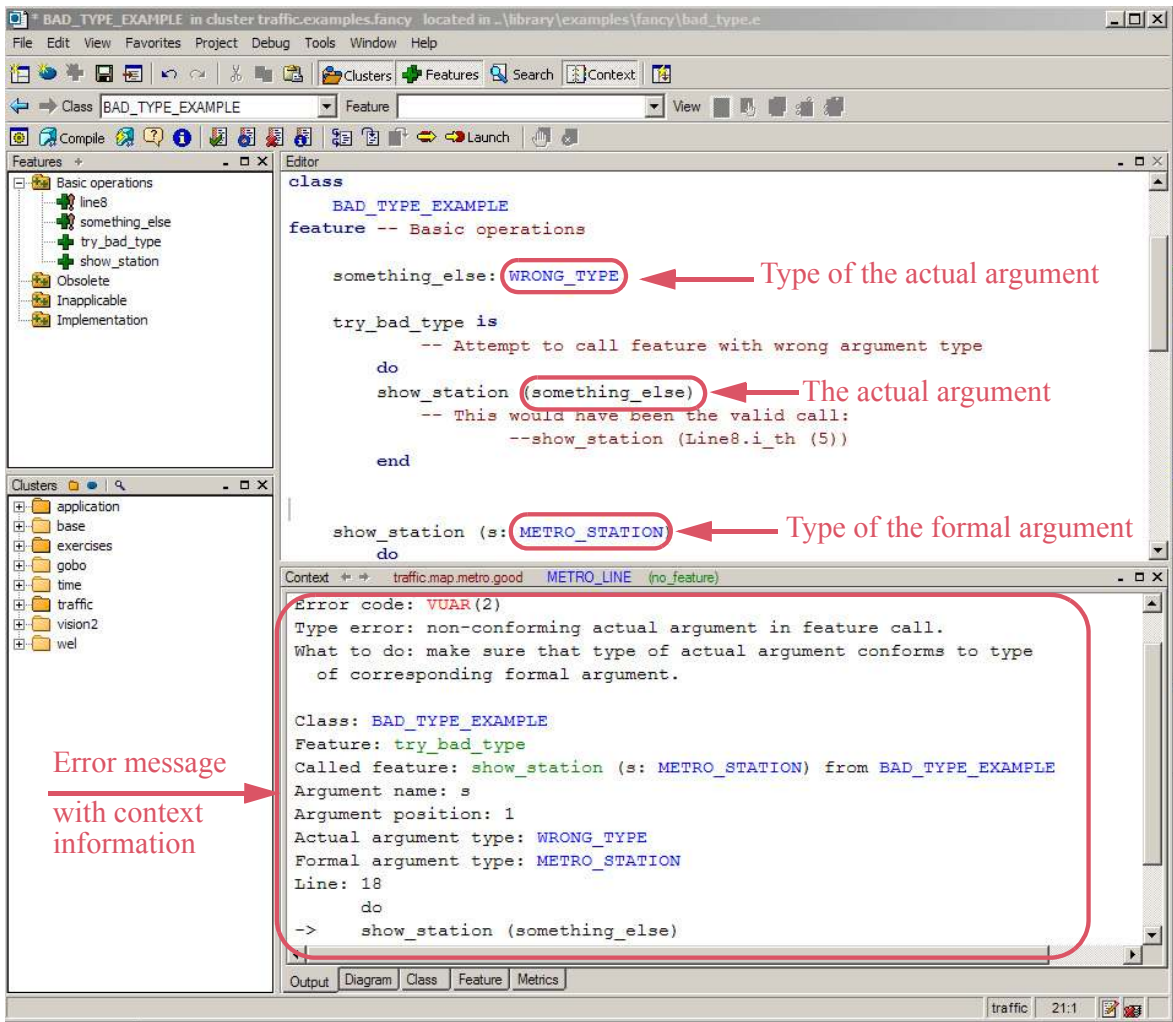 * BAD_TYPE_EXAMPLE in cluster traffic.examples.fancy located in ..\library\examples\fancy\bad_type.e
File Edit View Favorites Project Debug Tools Window Help
Clusters Features Search Context
Class BAD_TYPE_EXAMPLE Feature View
Compile Launch
Features
Basic operations
line8
something_else
try_bad_type
show_station
Obsolete
Inapplicable
Implementation
Clusters
application
base
exercises
gobo
time
traffic
vision2
wel
Editor
class
BAD_TYPE_EXAMPLE
feature -- Basic operations
something_else: WRONG_TYPE
Type of the actual argument
try_bad_type is
-- Attempt to call feature with wrong argument type
do
show_station (something_else)
The actual argument
-- This would have been the valid call:
--show_station (Line8.i_th (5))
end
show_station (s: METRO_STATION)
Type of the formal argument
do
Context traffic.map.metro.good METRO_LINE (no_feature)
Error code: VUAR(2)
Type error: non-conforming actual argument in feature call.
What to do: make sure that type of actual argument conforms to type
of corresponding formal argument.
Class: BAD_TYPE_EXAMPLE
Feature: try_bad_type
Called feature: show_station (s: METRO_STATION) from BAD_TYPE_EXAMPLE
Argument name: s
Argument position: 1
Actual argument type: WRONG_TYPE
Formal argument type: METRO_STATION
Line: 18
do
-> show_station (something_else)
Error message
with context
information
Output Diagram Class Feature Metrics
traffic 21:1